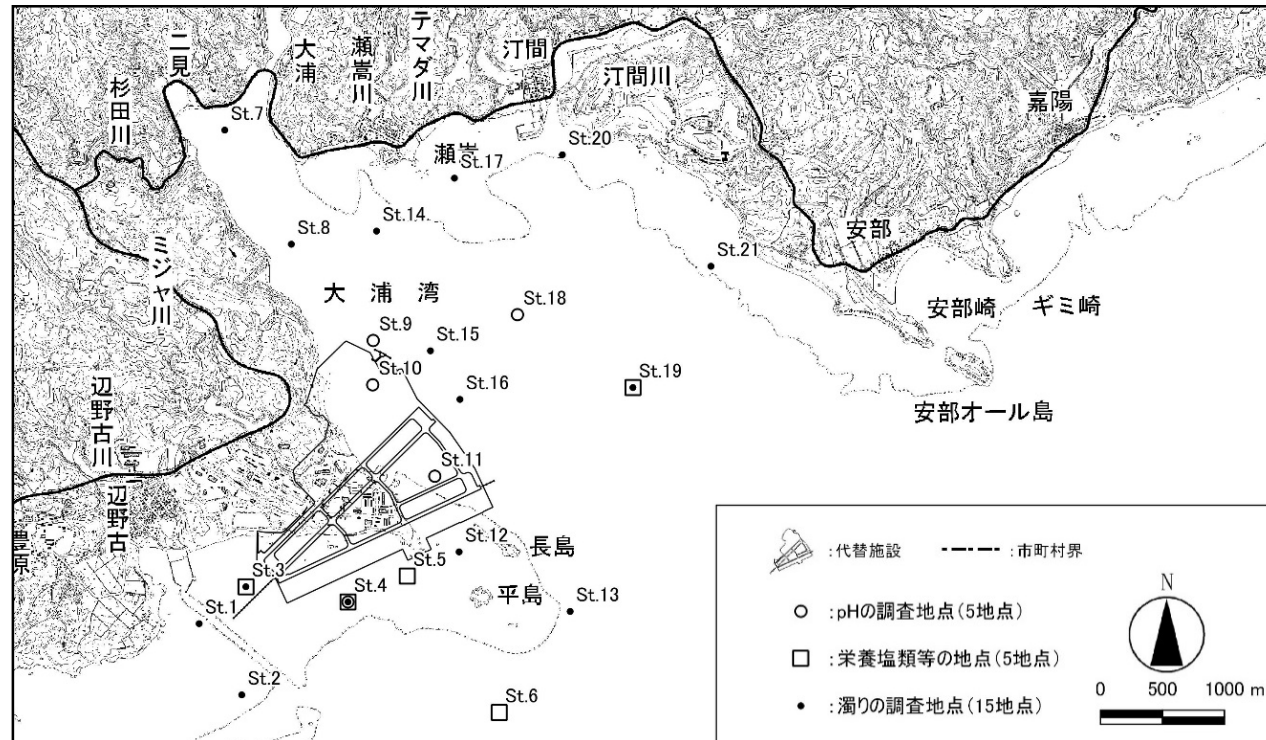 二見
大浦
瀬嵩川
テマダ川
汀間
汀間川
杉田川
嘉陽
St.7
St.20
瀬嵩
St.17
St.14
St.8
安部
St.21
ミジャ川
大浦湾
St.18
安部崎
ギミ崎
St.9
St.15
St.10
St.19
St.16
安部オール島
辺野古川
St.11
辺野古
豊原
St.12
長島
St.5
St.3
St.4
平島
St.13
St.1
St.2
St.6
:代替施設
:市町村界
:pHの調査地点(5地点)
:栄養塩類等の地点(5地点)
:濁りの調査地点(15地点)
N
0 500 1000 m